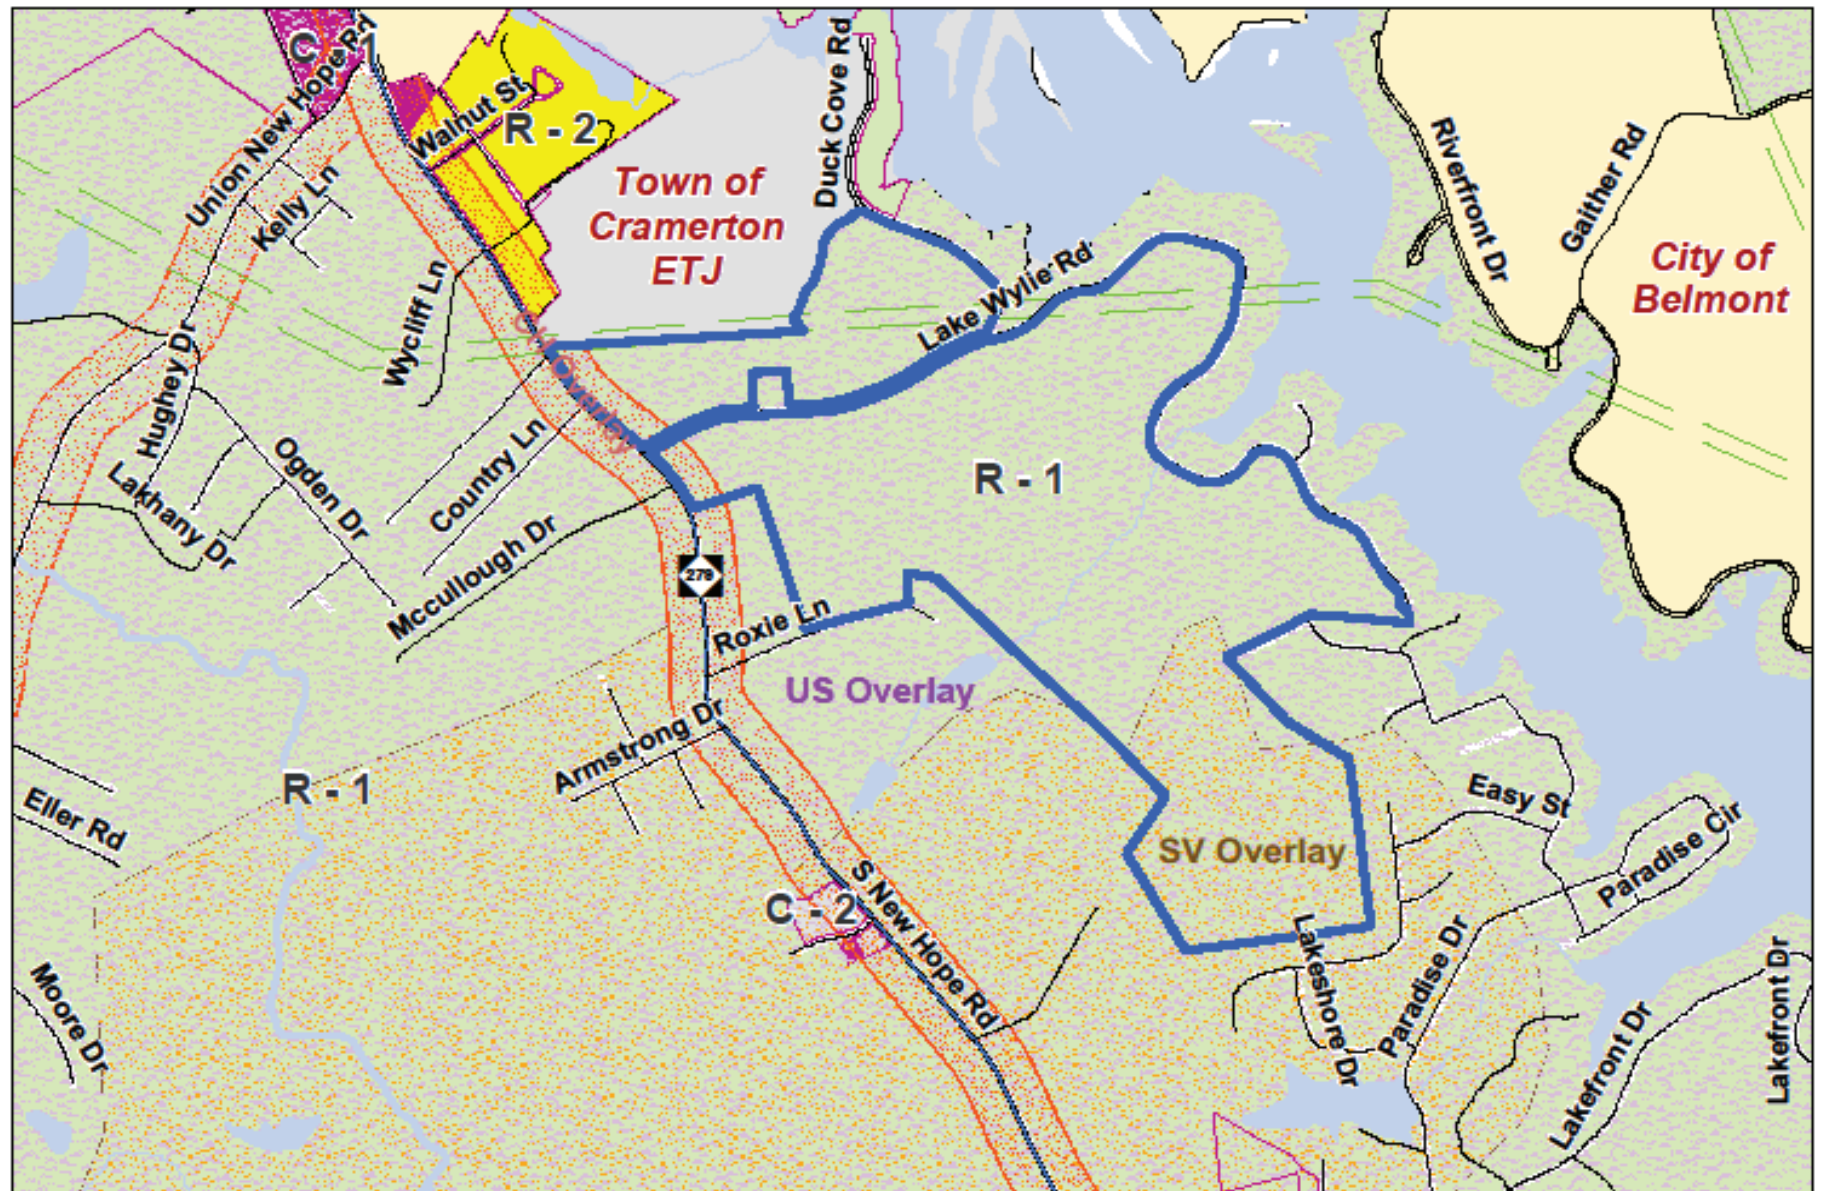 C - 1
Union New Hope Rd
Walnut St
R - 2
Duck Cove Rd
Town of
Cramerton
ETJ
Riverfront Dr
Gaither Rd
City of
Belmont
Kelly Ln
Wycliff Ln
Lake Wylie Rd
Hughey Dr
CH Overlay
Ogden Dr
Country Ln
Lakhany Dr
Mccullough Dr
R - 1
279
Roxie Ln
US Overlay
Armstrong Dr
R - 1
Eller Rd
Easy St
Paradise Cir
SV Overlay
C - 2
S New Hope Rd
Lakeshore Dr
Paradise Dr
Moore Dr
Lakefront Dr
Lakefront Dr